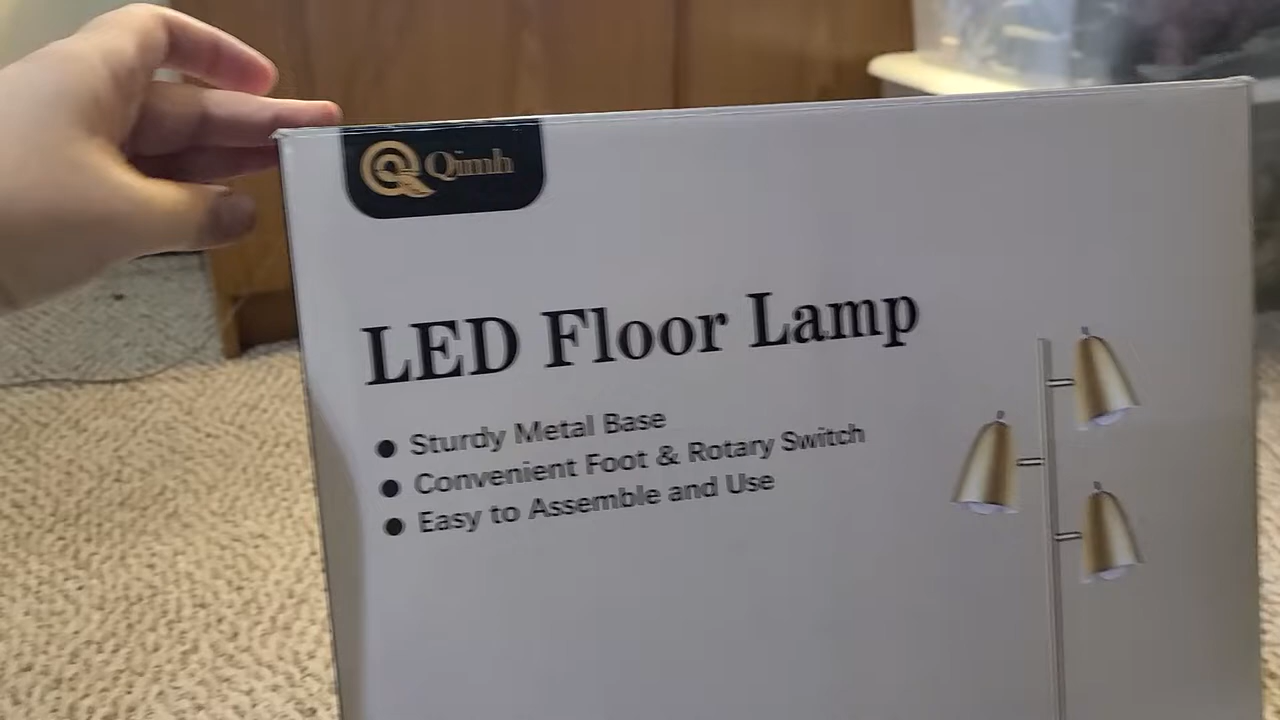 Qimh
LED Floor Lamp
● Sturdy Metal Base
● Convenient Foot & Rotary Switch
● Easy to Assemble and Use